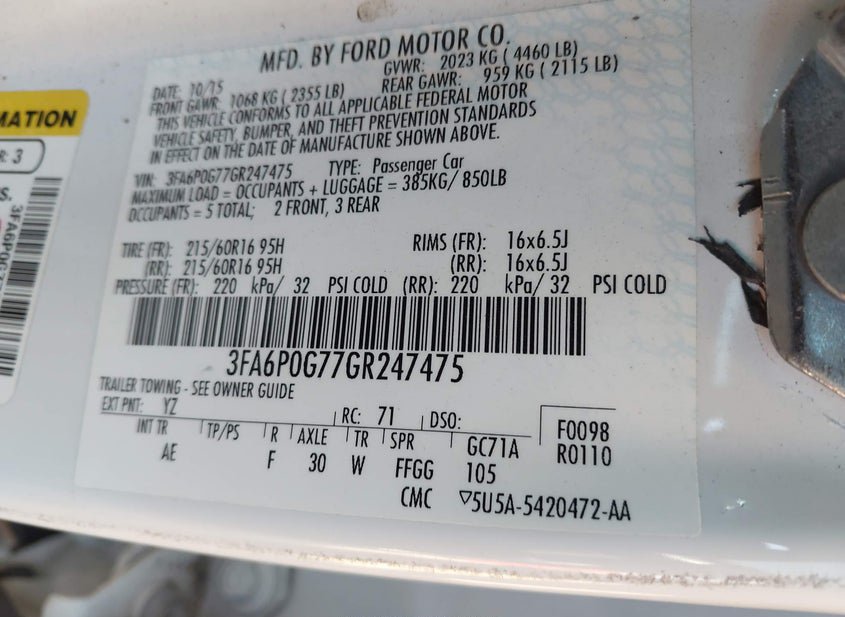 MFD. BY FORD MOTOR CO.
DATE: 10/15 GVWR: 2023 KG ( 4460 LB)
FRONT GAWR: 1068 KG ( 2355 LB) REAR GAWR: 959 KG ( 2115 LB)
THIS VEHICLE CONFORMS TO ALL APPLICABLE FEDERAL MOTOR
VEHICLE SAFETY, BUMPER, AND THEFT PREVENTION STANDARDS
IN EFFECT ON THE DATE OF MANUFACTURE SHOWN ABOVE.
VIN: 3FA6P0G77GR247475 TYPE: Passenger Car
MAXIMUM LOAD = OCCUPANTS + LUGGAGE = 385KG/ 850LB
OCCUPANTS = 5 TOTAL; 2 FRONT, 3 REAR
TIRE (FR): 215/60R16 95H RIMS (FR): 16x6.5J
(RR): 215/60R16 95H (RR): 16x6.5J
PRESSURE (FR): 220 kPa/ 32 PSI COLD (RR): 220 kPa/ 32 PSI COLD
3FA6P0G77GR247475
TRAILER TOWING - SEE OWNER GUIDE
EXT PNT: YZ RC: 71 DSO: F0098
INT TR TP/PS R AXLE TR SPR GC71A R0110
AE F 30 W FFGG 105
CMC ▽5U5A-5420472-AA
MATION
R: 3
S.